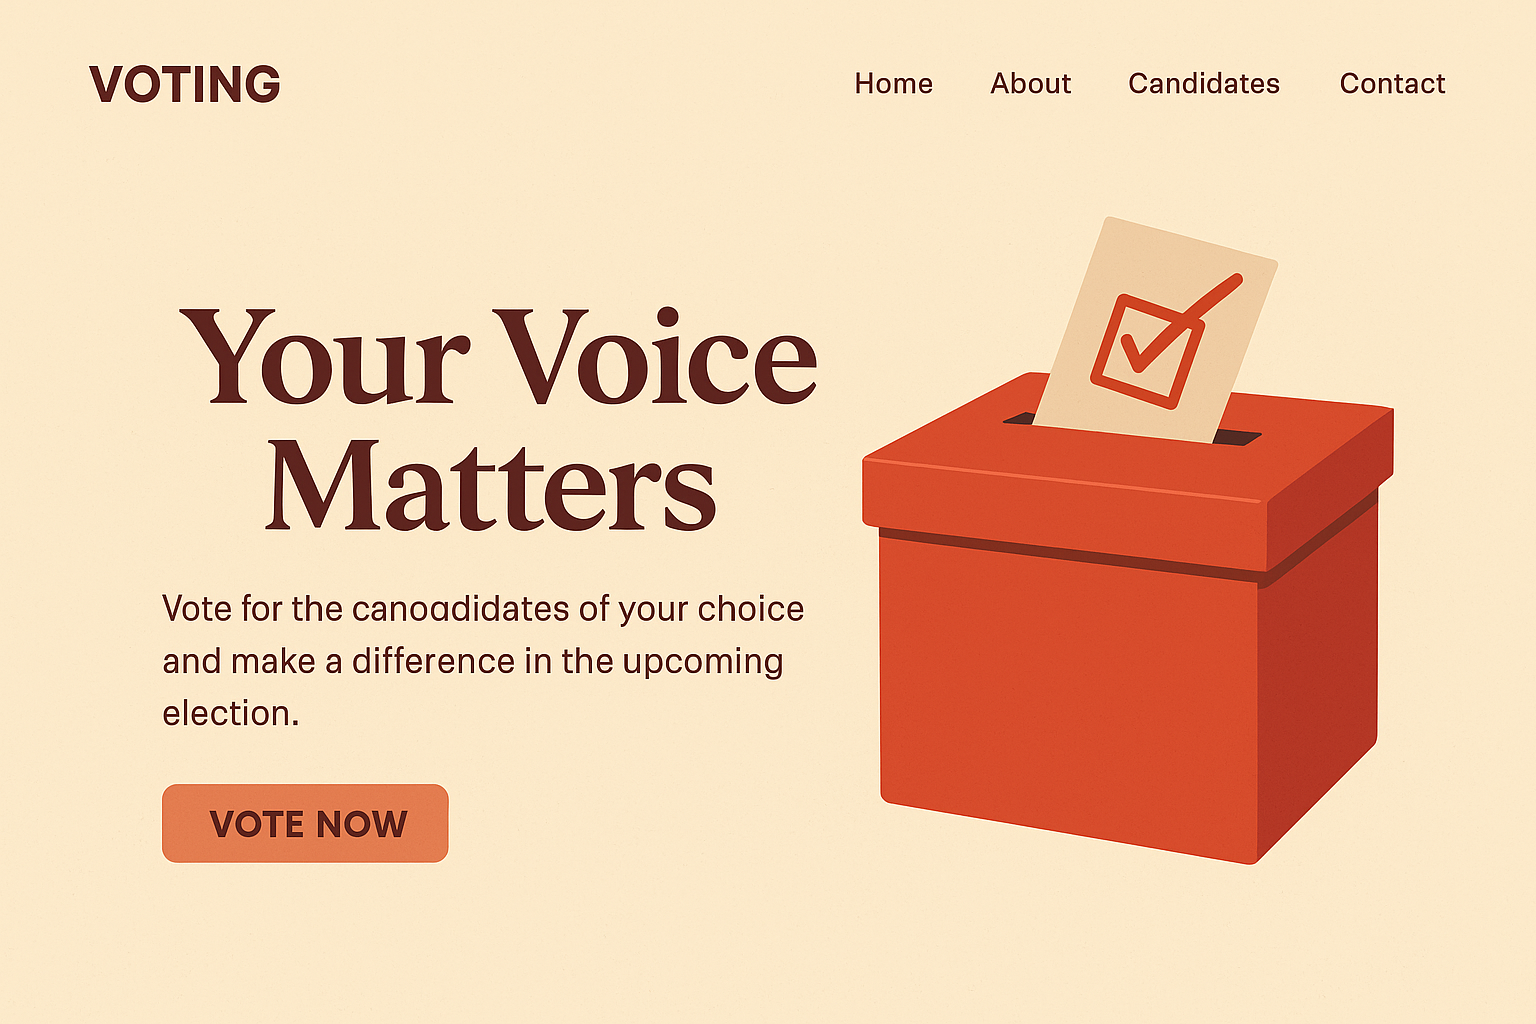 VOTING
Home About Candidates Contact
Your Voice
Matters
Vote for the canoadidates of your choice
and make a difference in the upcoming
election.
VOTE NOW